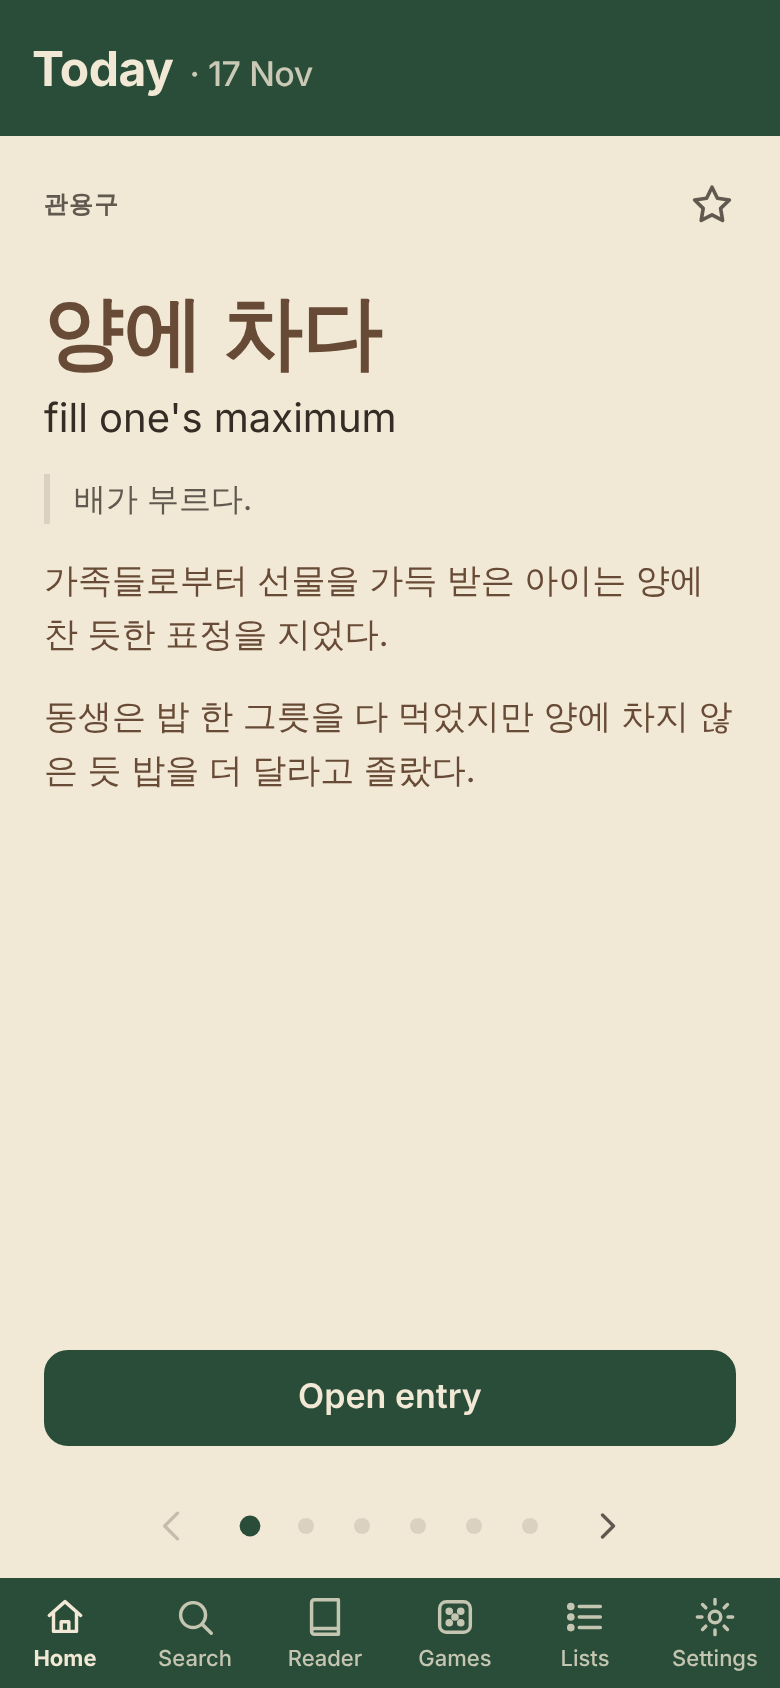 Today · 17 Nov
관용구
양에 차다
fill one's maximum
배가 부르다.
가족들로부터 선물을 가득 받은 아이는 양에
찬 듯한 표정을 지었다.
동생은 밥 한 그릇을 다 먹었지만 양에 차지 않
은 듯 밥을 더 달라고 졸랐다.
Open entry
Home Search Reader Games Lists Settings